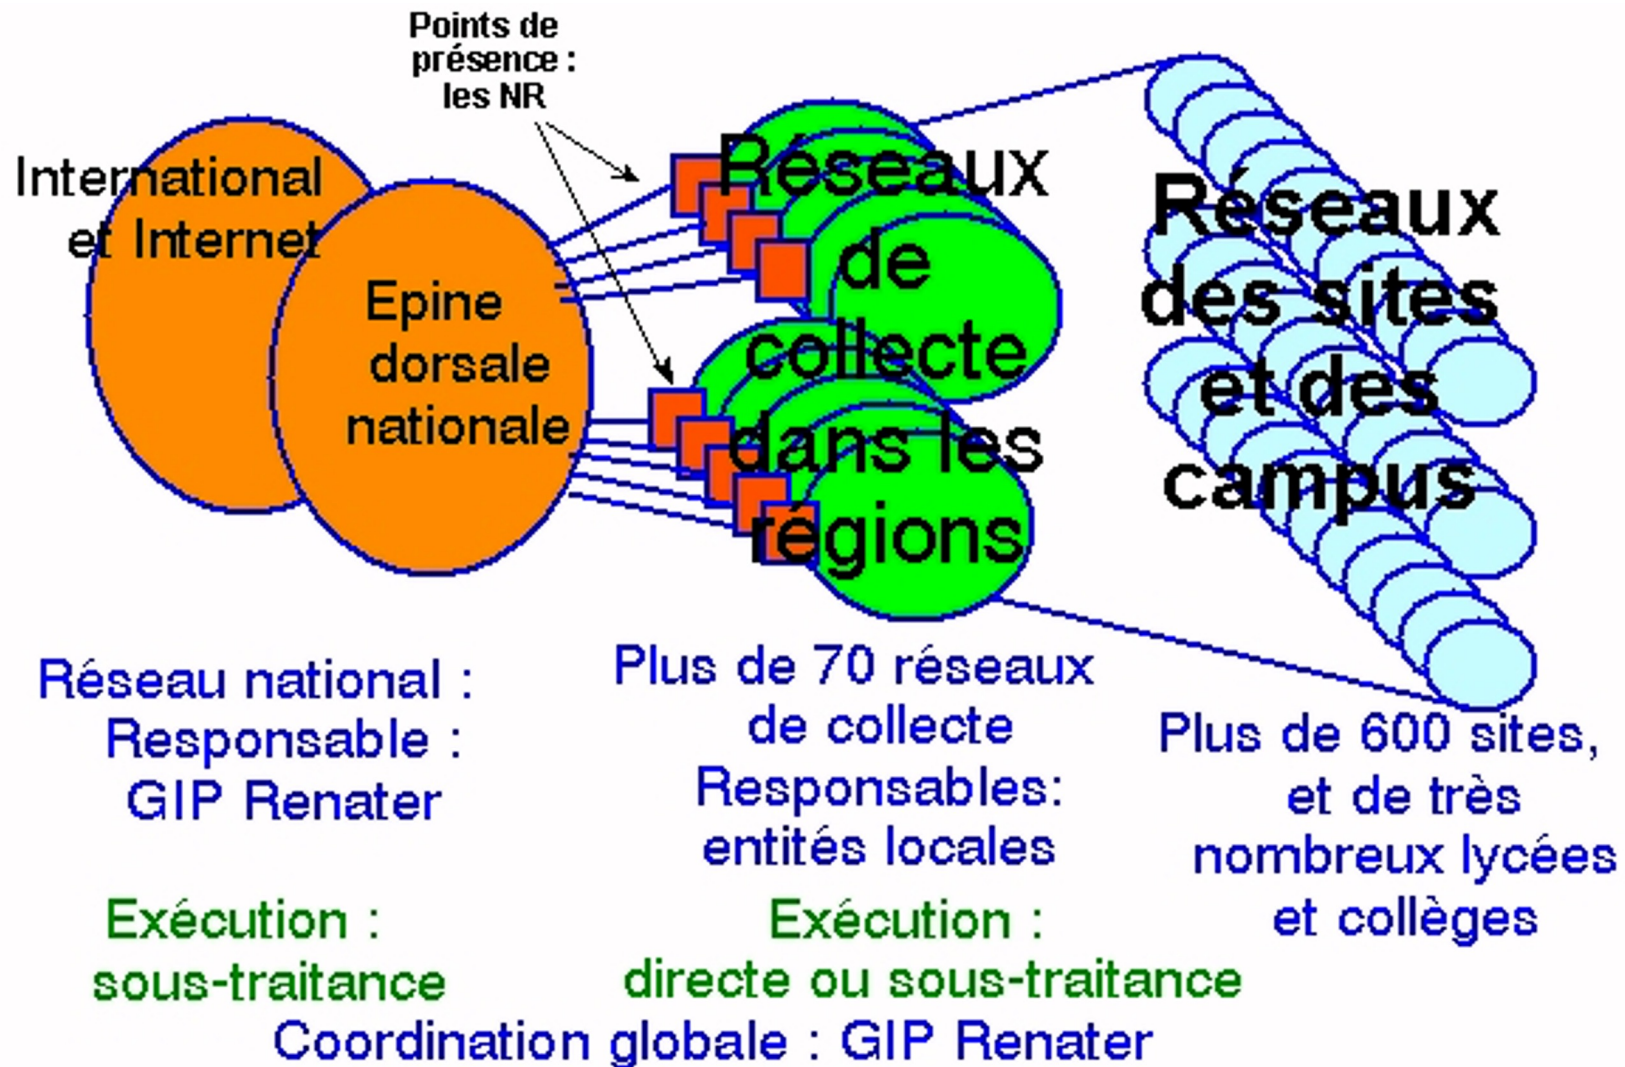 Points de
présence :
les NR
International
et Internet
Epine
dorsale
nationale
Réseaux
de
collecte
dans les
régions
Réseaux
des sites
et des
campus
Réseau national :
Responsable :
GIP Renater
Plus de 70 réseaux
de collecte
Responsables:
entités locales
Plus de 600 sites,
et de très
nombreux lycées
et collèges
Exécution :
sous-traitance
Exécution :
directe ou sous-traitance
Coordination globale : GIP Renater